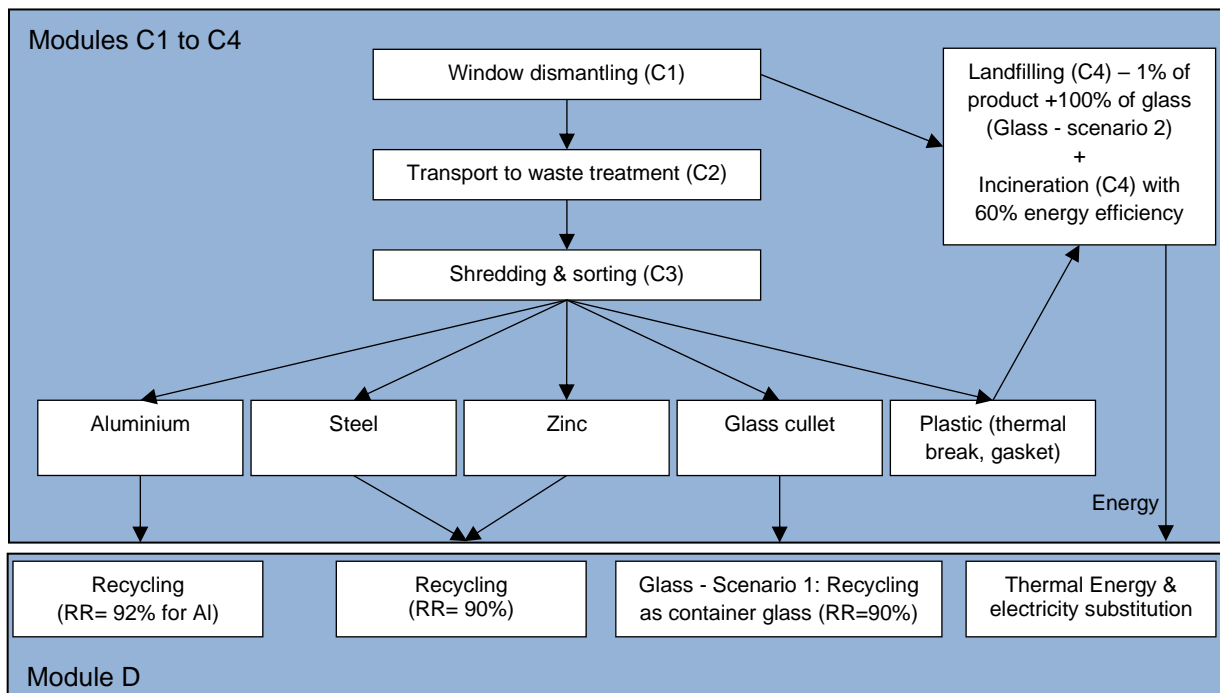 Modules C1 to C4
Window dismantling (C1)
Transport to waste treatment (C2)
Shredding & sorting (C3)
Landfilling (C4) – 1% of
product +100% of glass
(Glass - scenario 2)
+
Incineration (C4) with
60% energy efficiency
Aluminium
Steel
Zinc
Glass cullet
Plastic (thermal
break, gasket)
Energy
Recycling
(RR= 92% for Al)
Recycling
(RR= 90%)
Glass - Scenario 1: Recycling
as container glass (RR=90%)
Thermal Energy &
electricity substitution
Module D